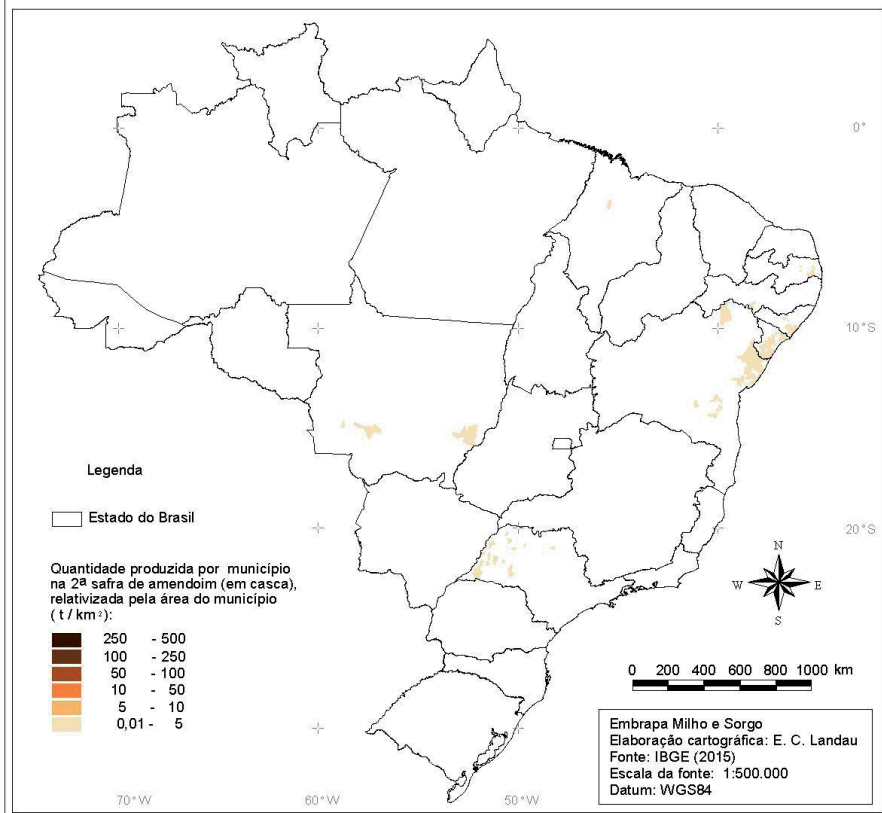 0°
10°S
Legenda
Estado do Brasil
20°S
Quantidade produzida por município
na 2ª safra de amendoim (em casca),
relativizada pela área do município
( t / km²):
250 - 500
100 - 250
50 - 100
10 - 50
5 - 10
0,01 - 5
N
W E
S
0 200 400 600 800 1000 km
Embrapa Milho e Sorgo
Elaboração cartográfica: E. C. Landau
Fonte: IBGE (2015)
Escala da fonte: 1:500.000
Datum: WGS84
70°W 60°W 50°W